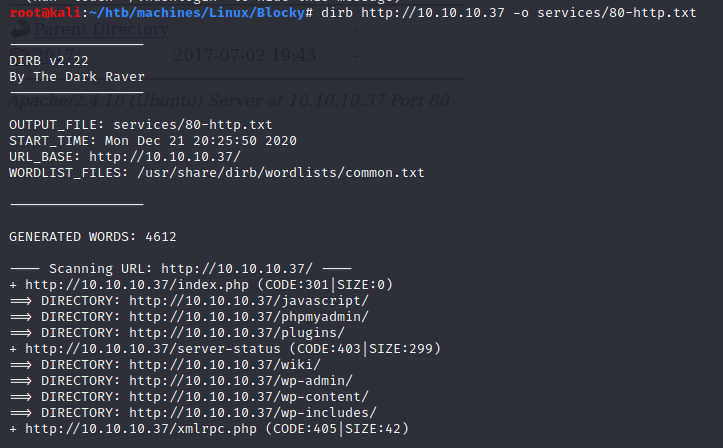 (Run "touch ~/.hushlogin" to hide this message)
root@kali:~/htb/machines/Linux/Blocky# dirb http://10.10.10.37 -o services/80-http.txt
Parent Directory -
2017-07-02 19:43 -
DIRB v2.22
By The Dark Raver
Apache/2.4.18 (Ubuntu) Server at 10.10.10.37 Port 80
OUTPUT_FILE: services/80-http.txt
START_TIME: Mon Dec 21 20:25:50 2020
URL_BASE: http://10.10.10.37/
WORDLIST_FILES: /usr/share/dirb/wordlists/common.txt
GENERATED WORDS: 4612
---- Scanning URL: http://10.10.10.37/ ----
+ http://10.10.10.37/index.php (CODE:301|SIZE:0)
==> DIRECTORY: http://10.10.10.37/javascript/
==> DIRECTORY: http://10.10.10.37/phpmyadmin/
==> DIRECTORY: http://10.10.10.37/plugins/
+ http://10.10.10.37/server-status (CODE:403|SIZE:299)
==> DIRECTORY: http://10.10.10.37/wiki/
==> DIRECTORY: http://10.10.10.37/wp-admin/
==> DIRECTORY: http://10.10.10.37/wp-content/
==> DIRECTORY: http://10.10.10.37/wp-includes/
+ http://10.10.10.37/xmlrpc.php (CODE:405|SIZE:42)